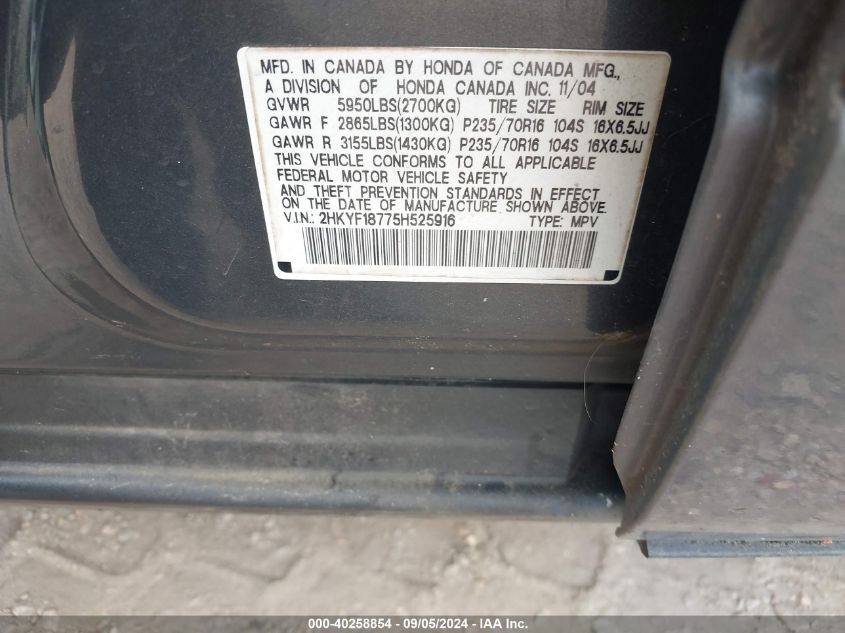 MFD. IN CANADA BY HONDA OF CANADA MFG.,
A DIVISION OF HONDA CANADA INC. 11/04
GVWR 5950LBS(2700KG) TIRE SIZE RIM SIZE
GAWR F 2865LBS(1300KG) P235/70R16 104S 16X6.5JJ
GAWR R 3155LBS(1430KG) P235/70R16 104S 16X6.5JJ
THIS VEHICLE CONFORMS TO ALL APPLICABLE
FEDERAL MOTOR VEHICLE SAFETY
AND THEFT PREVENTION STANDARDS IN EFFECT
ON THE DATE OF MANUFACTURE SHOWN ABOVE.
V.I.N.: 2HKYF18775H525916 TYPE: MPV
000-40258854 - 09/05/2024 - IAA Inc.